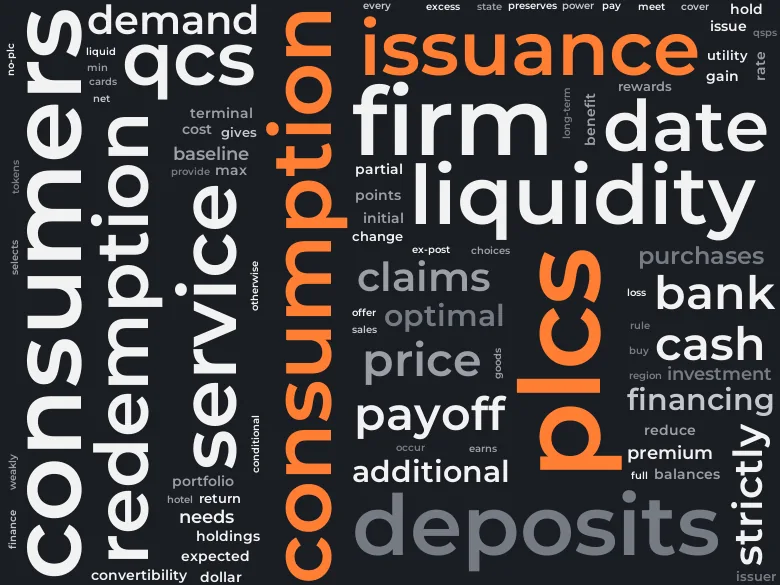 consumers
no-plc
tokens
selects
weakly
finance
demand
liquid
min
cards
net
qcs
redemption
terminal
cost
gives
baseline
provide
max
service
otherwise
conditional
portfolio
hotel
return
needs
holdings
expected
convertibility
dollar
consumption
every
excess
state
preserves
power
pay
meet
cover
hold
issuance
issue
qsps
utility
gain
rate
rewards
firm
long-term
benefit
date
partial
points
initial
change
liquidity
ex-post
choices
claims
offer
optimal
sales
price
goods
payoff
occur
earns
additional
deposits
plcs
purchases
loss
bank
rule
buy
cash
region
investment
financing
reduce
premium
full
balances
strictly
issuer